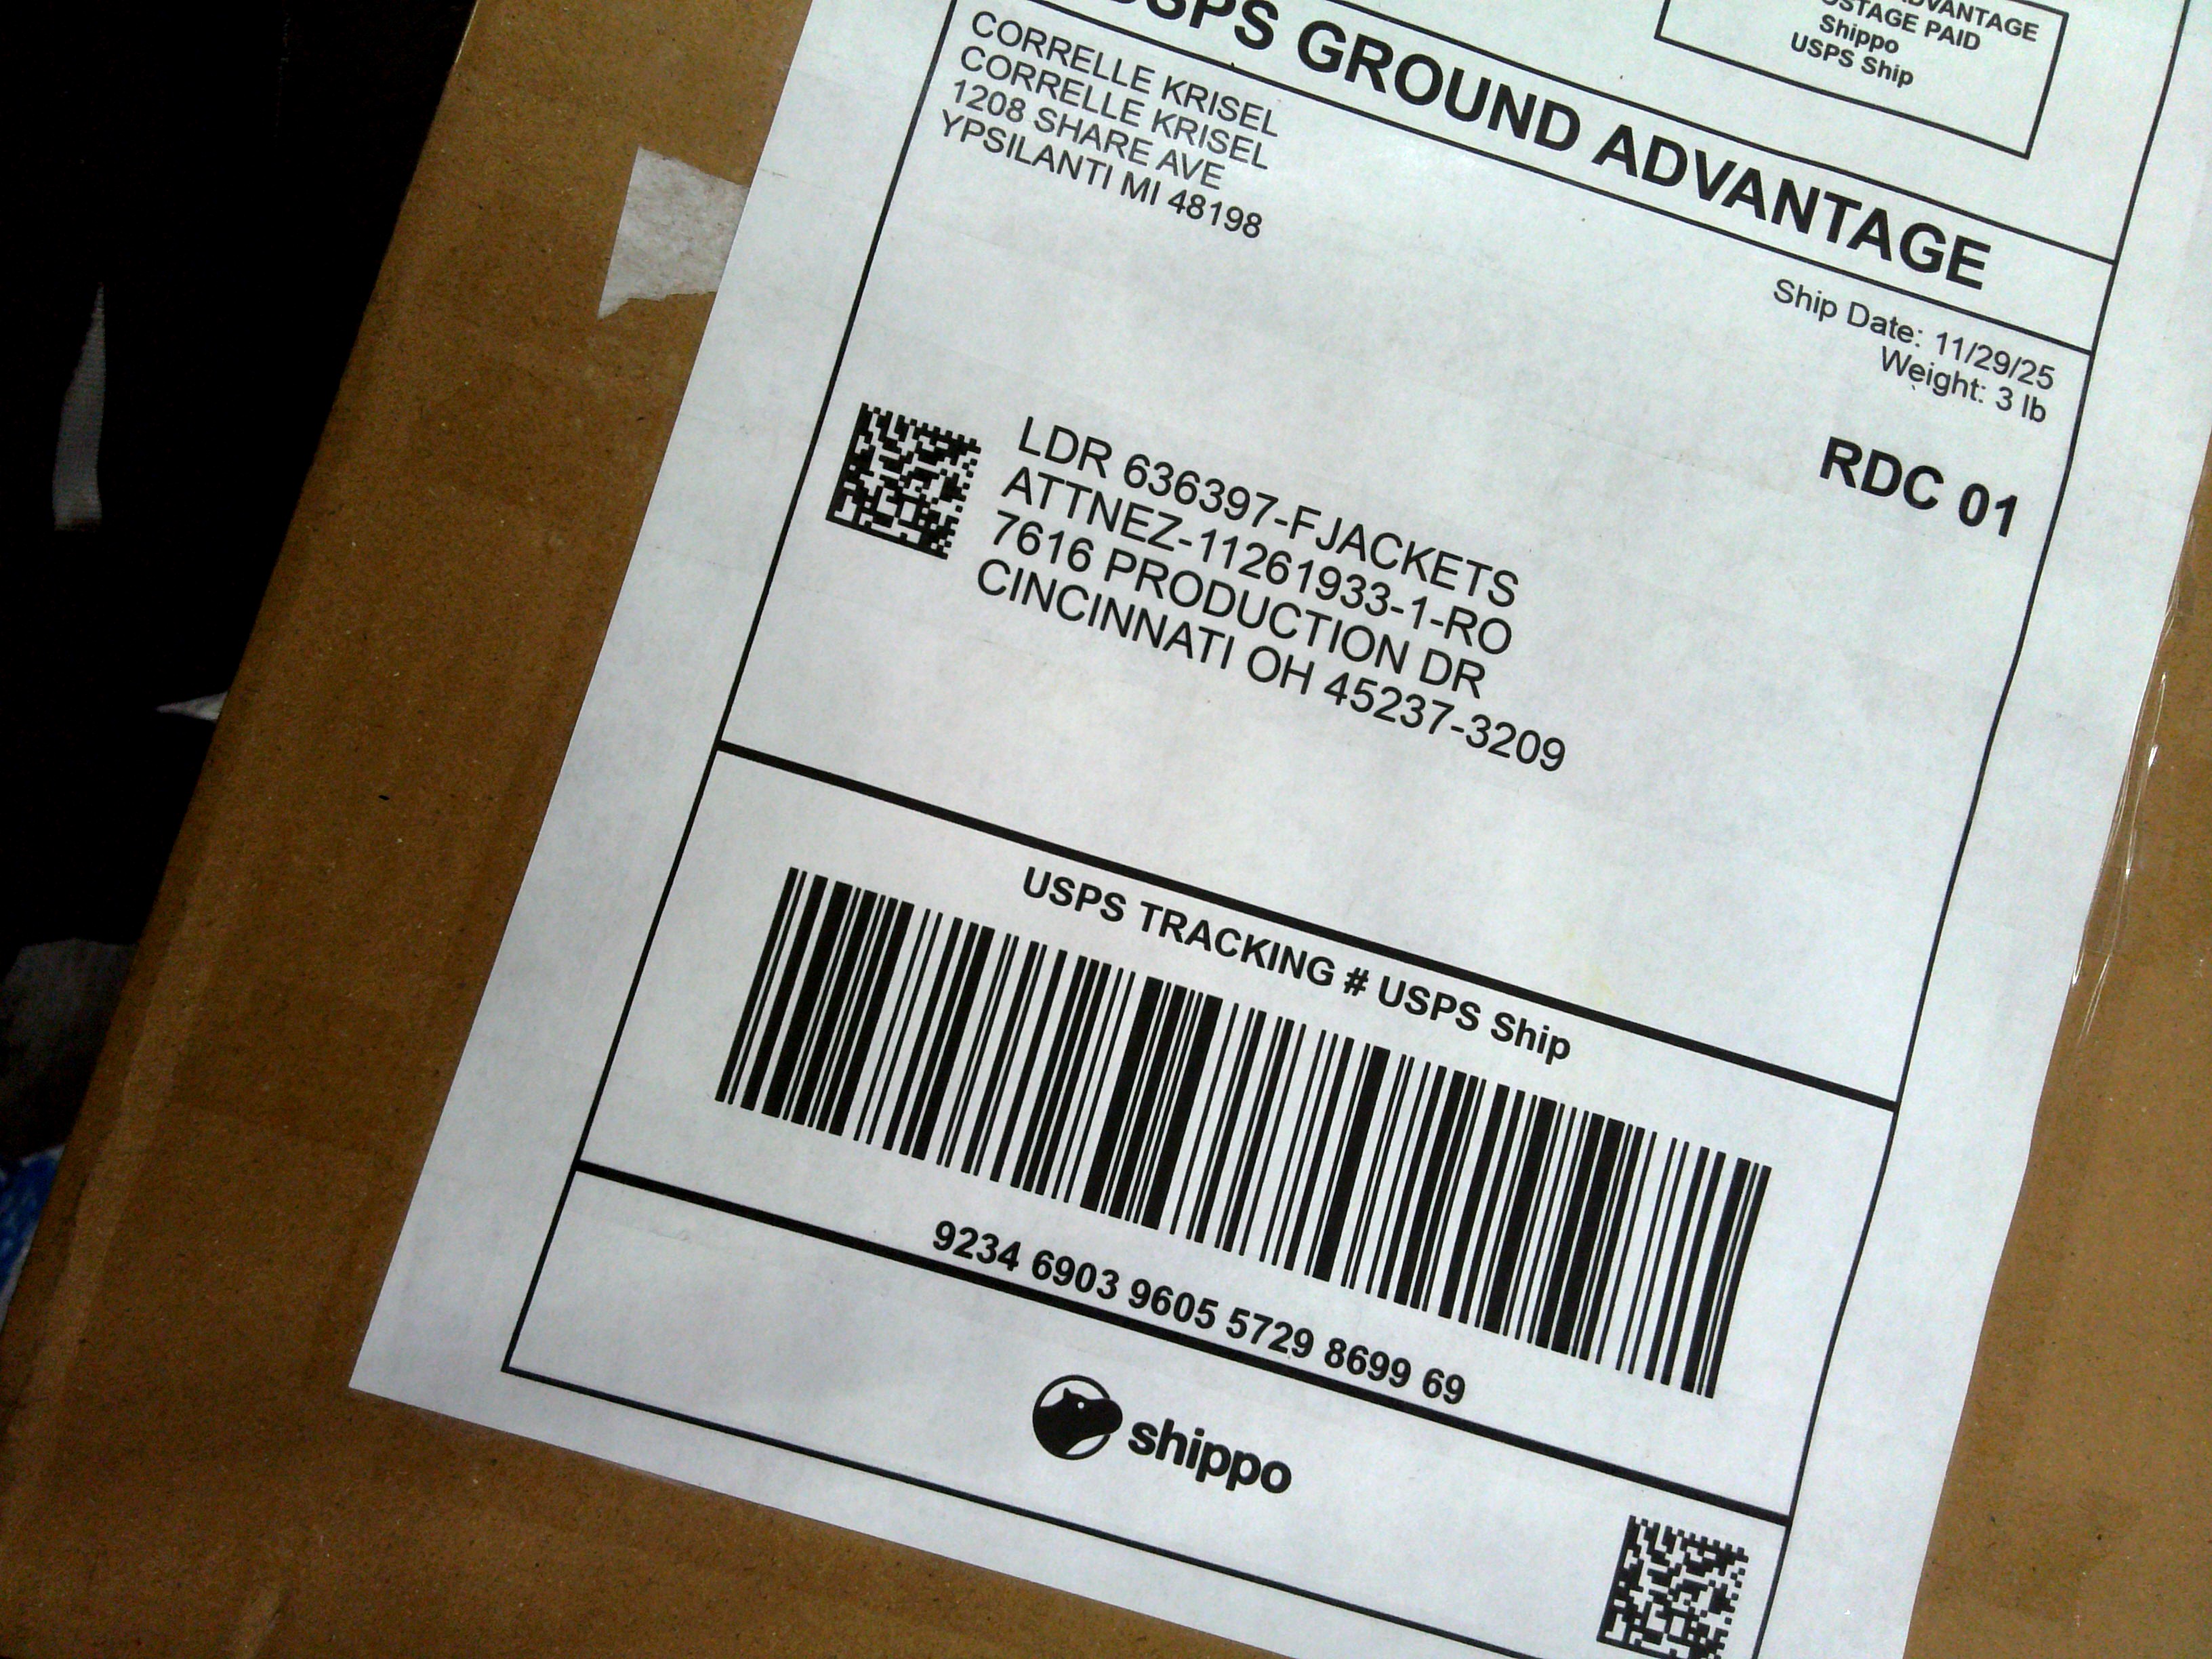 ADVANTAGE
POSTAGE PAID
Shippo
USPS Ship
USPS GROUND ADVANTAGE
CORRELLE KRISEL
CORRELLE KRISEL
1208 SHARE AVE
YPSILANTI MI 48198
Ship Date: 11/29/25
Weight: 3 lb
RDC 01
LDR 636397-FJACKETS
ATTNEZ-11261933-1-RO
7616 PRODUCTION DR
CINCINNATI OH 45237-3209
USPS TRACKING # USPS Ship
9234 6903 9605 5729 8699 69
shippo